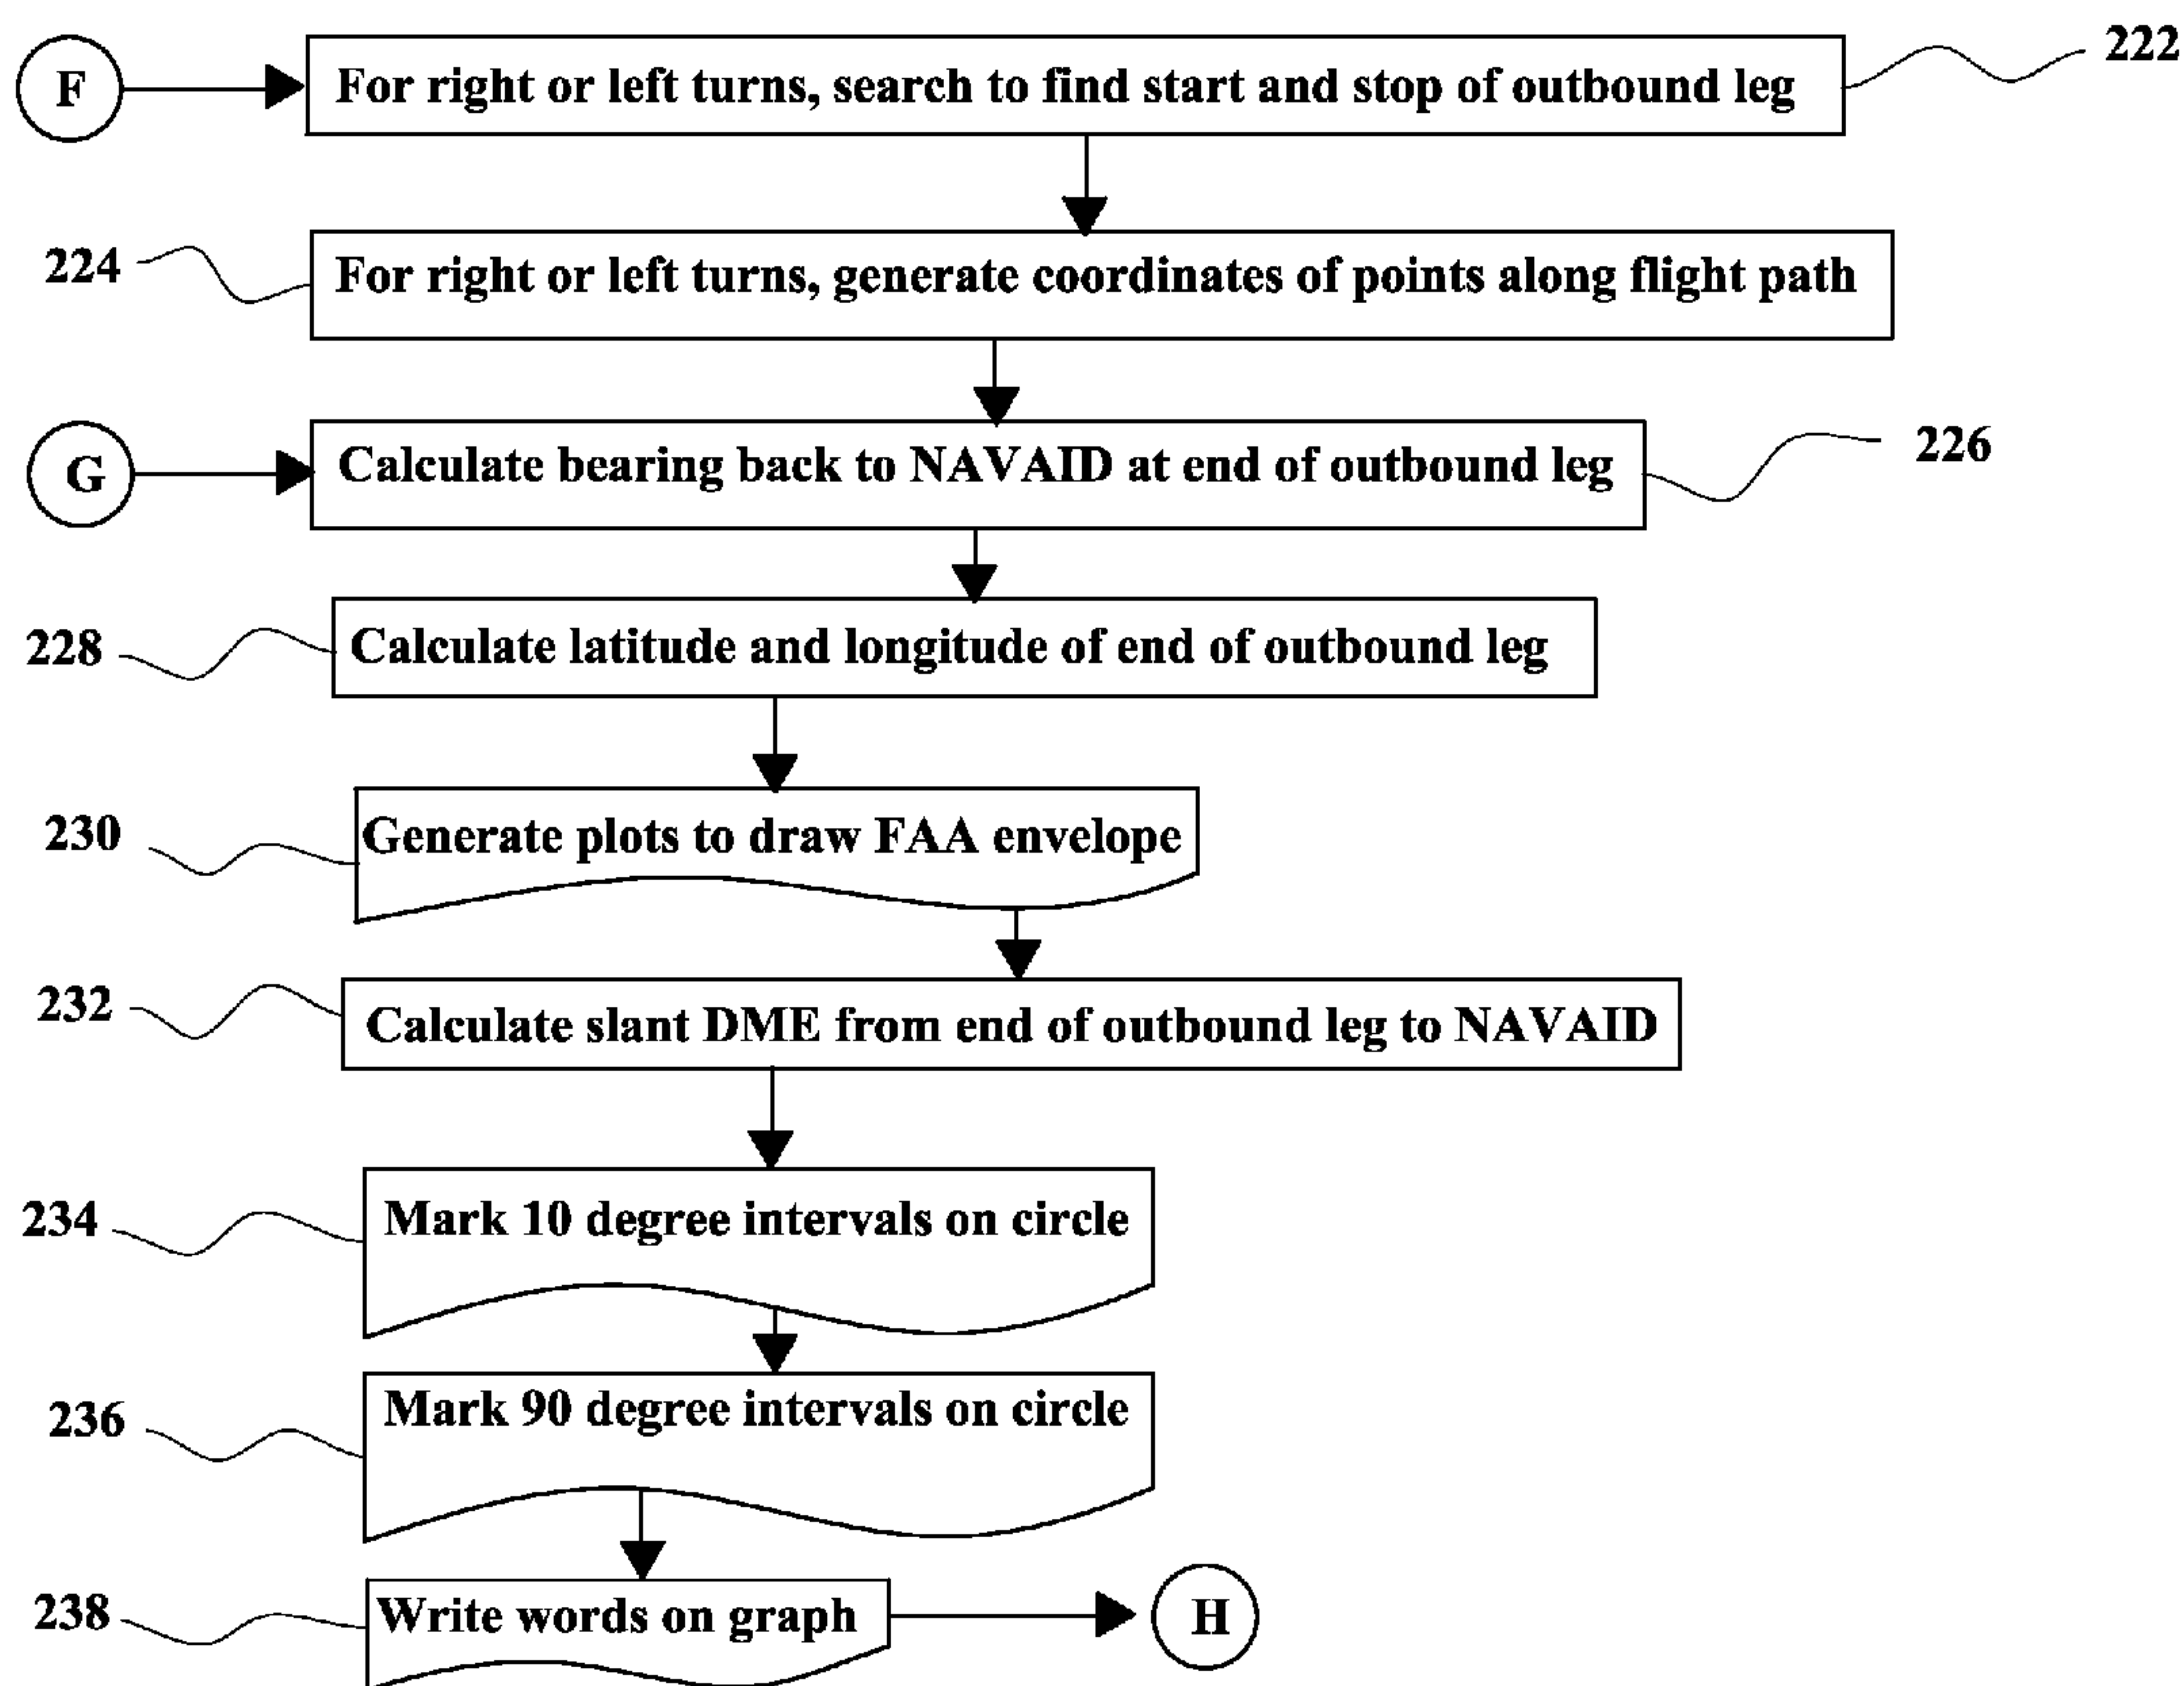 F
For right or left turns, search to find start and stop of outbound leg
222
224
For right or left turns, generate coordinates of points along flight path
G
Calculate bearing back to NAVAID at end of outbound leg
226
228
Calculate latitude and longitude of end of outbound leg
230
Generate plots to draw FAA envelope
232
Calculate slant DME from end of outbound leg to NAVAID
234
Mark 10 degree intervals on circle
236
Mark 90 degree intervals on circle
238
Write words on graph
H